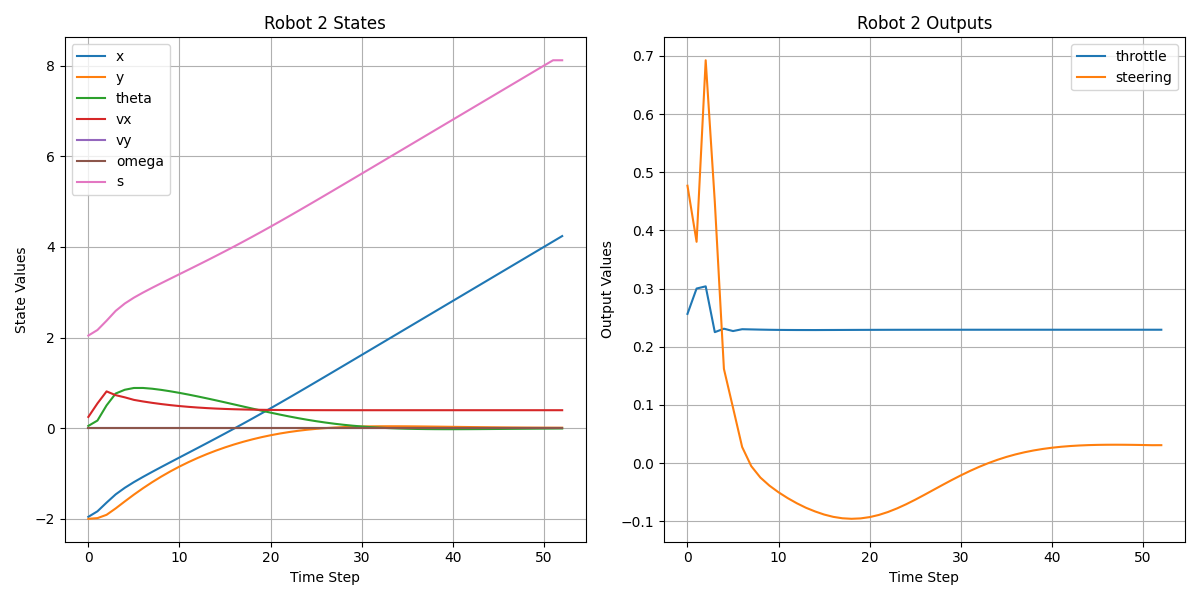 Robot 2 States
State Values
8
6
4
2
0
−2
x
y
theta
vx
vy
omega
s
0 10 20 30 40 50
Time Step
Robot 2 Outputs
Output Values
0.7
0.6
0.5
0.4
0.3
0.2
0.1
0.0
−0.1
throttle
steering
0 10 20 30 40 50
Time Step